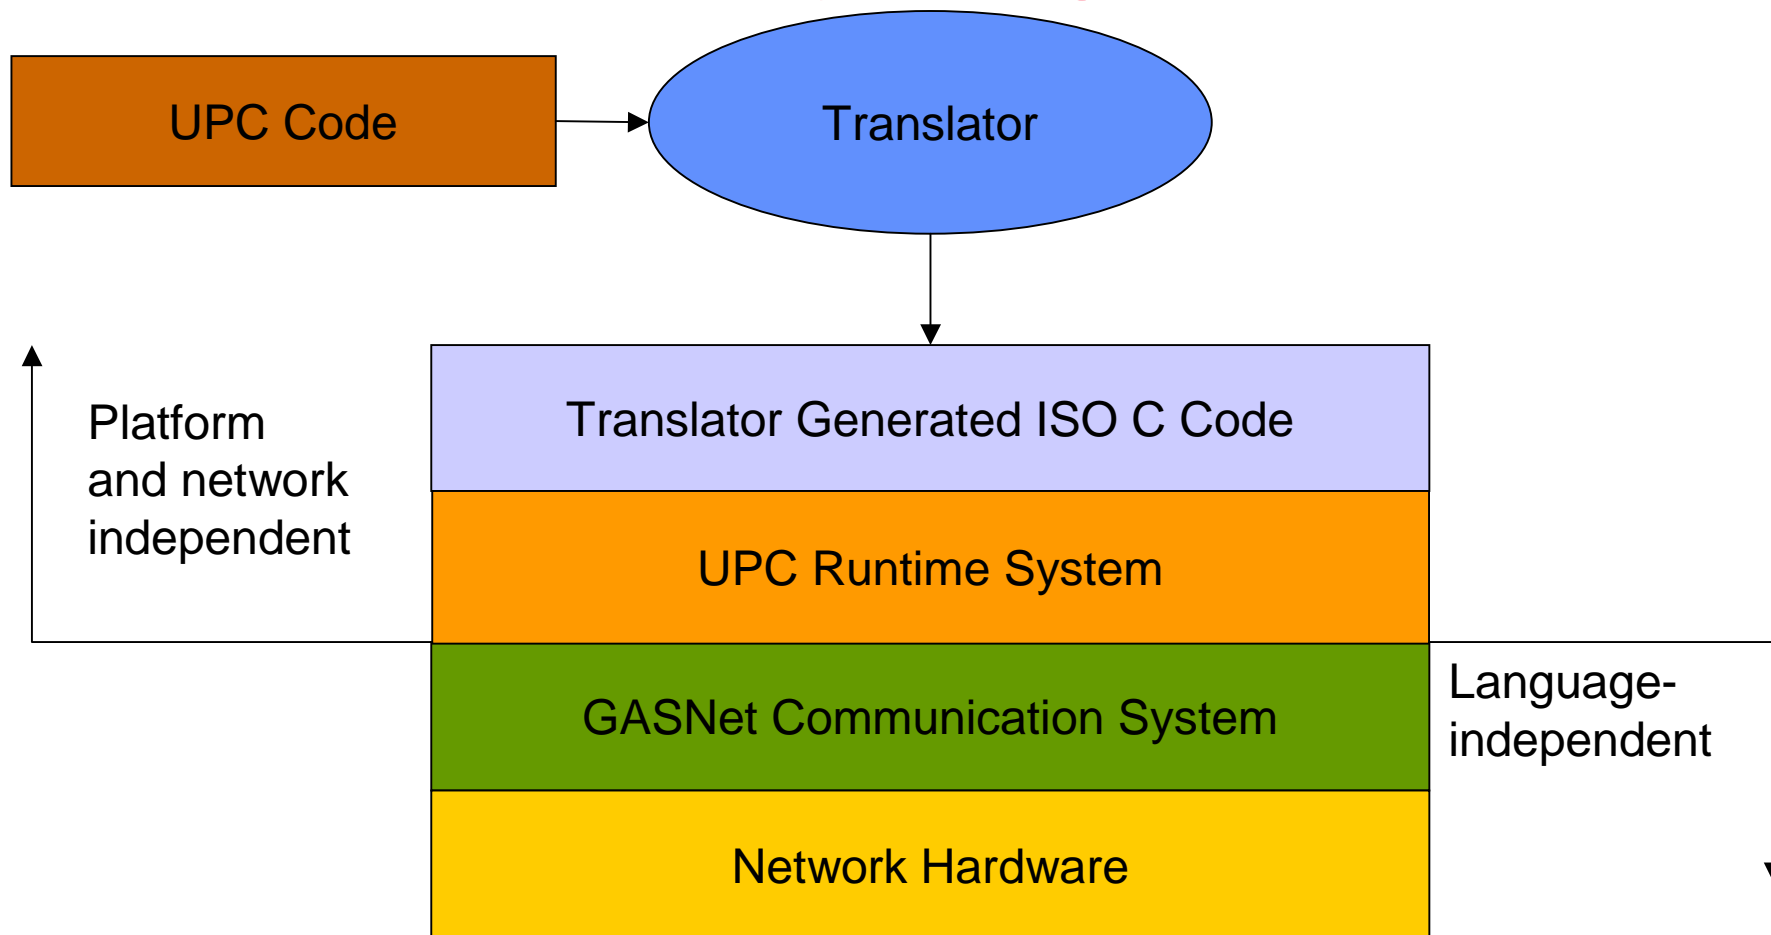 UPC Code
Translator
Translator Generated ISO C Code
Platform
and network
independent
UPC Runtime System
GASNet Communication System
Language-
independent
Network Hardware